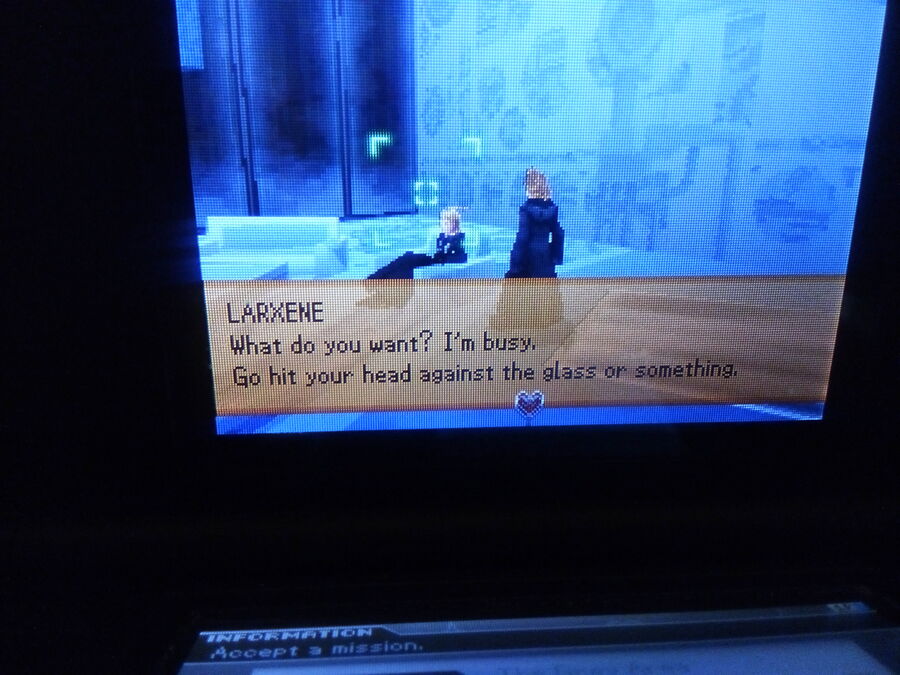 LARXENE
What do you want? I'm busy.
Go hit your head against the glass or something.
INFORMATION
Accept a mission.